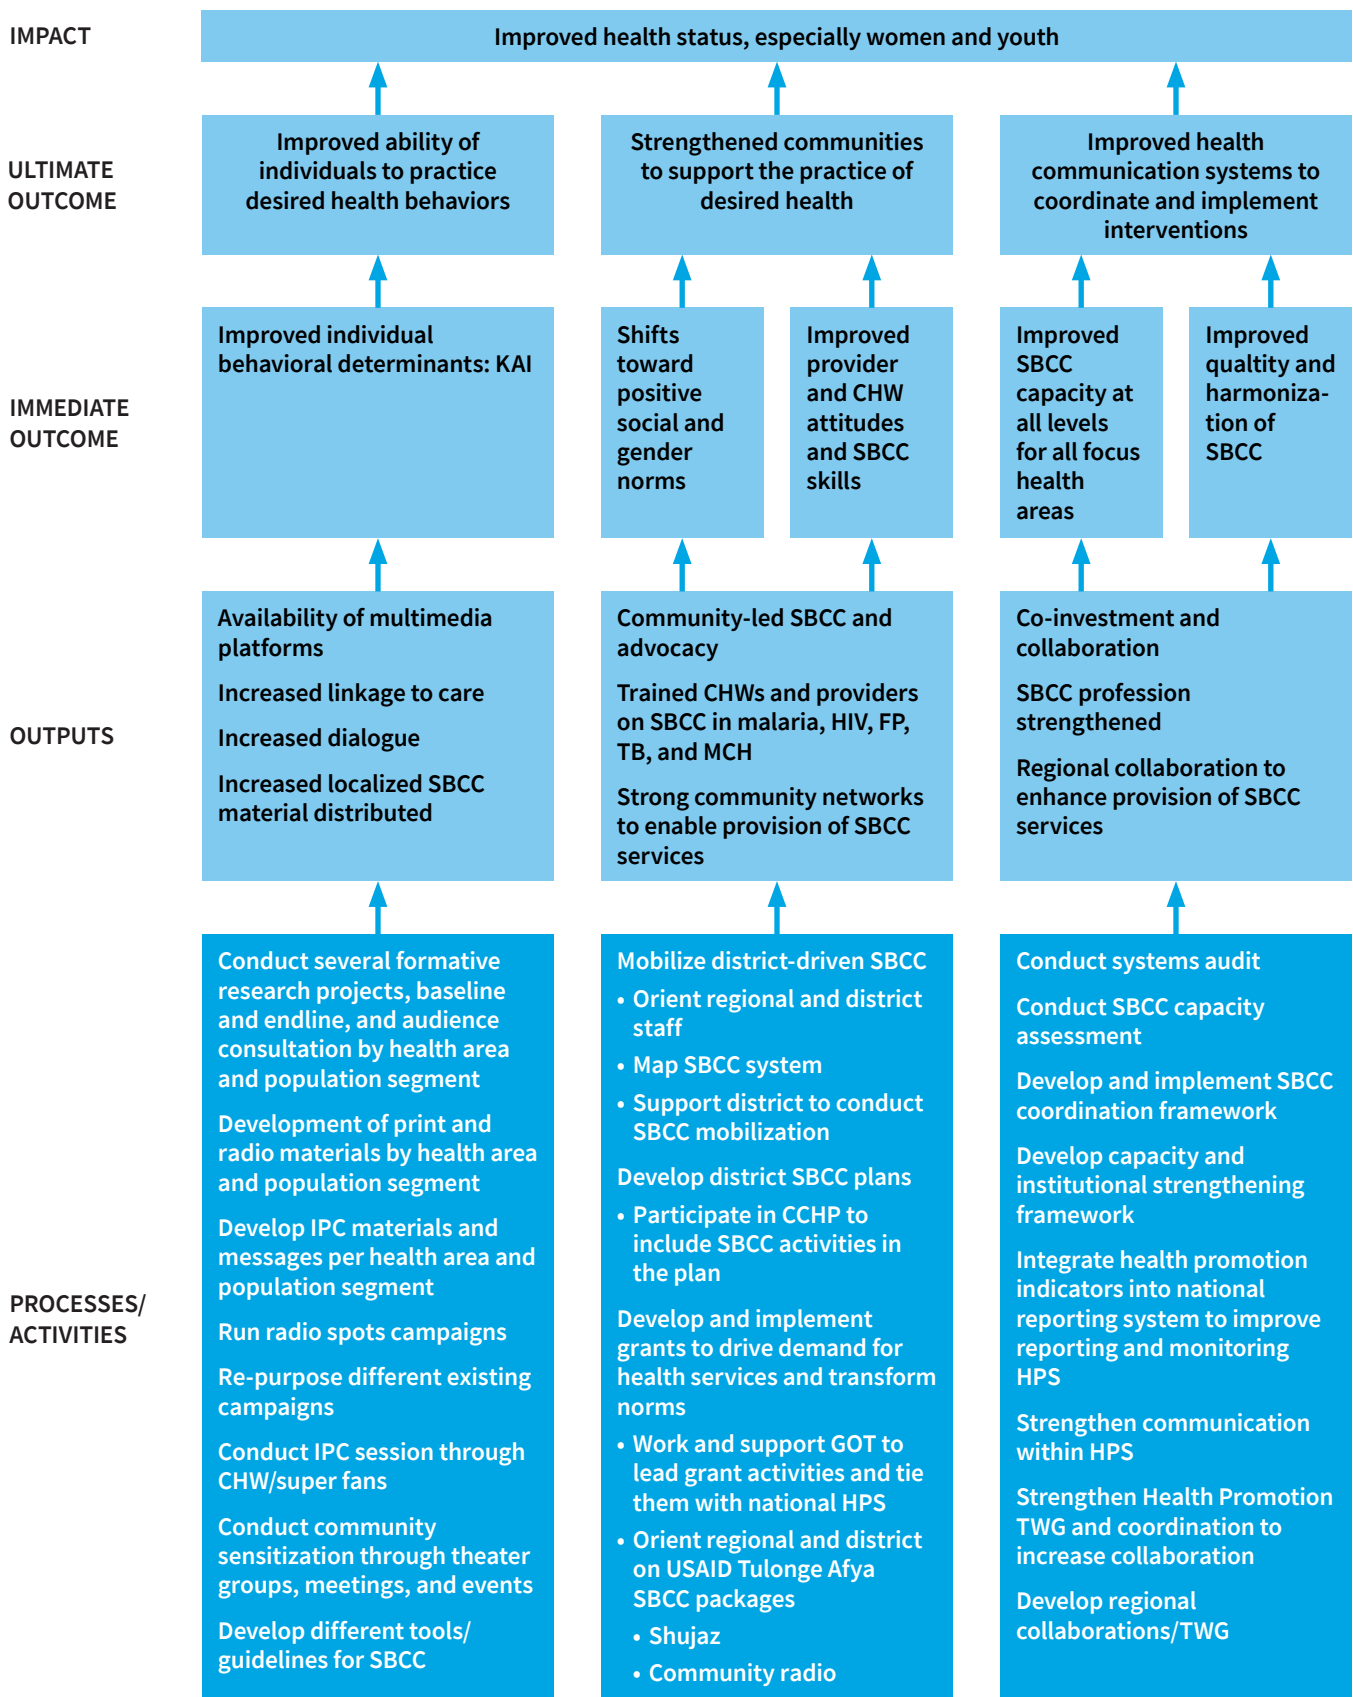 IMPACT
Improved health status, especially women and youth
ULTIMATE
OUTCOME
Improved ability of
individuals to practice
desired health behaviors
Strengthened communities
to support the practice of
desired health
Improved health
communication systems to
coordinate and implement
interventions
IMMEDIATE
OUTCOME
Improved individual
behavioral determinants: KAI
Shifts
toward
positive
social and
gender
norms
Improved
provider
and CHW
attitudes
and SBCC
skills
Improved
SBCC
capacity at
all levels
for all focus
health
areas
Improved
qualtity and
harmoniza-
tion of
SBCC
OUTPUTS
Availability of multimedia
platforms
Increased linkage to care
Increased dialogue
Increased localized SBCC
material distributed
Community-led SBCC and
advocacy
Trained CHWs and providers
on SBCC in malaria, HIV, FP,
TB, and MCH
Strong community networks
to enable provision of SBCC
services
Co-investment and
collaboration
SBCC profession
strengthened
Regional collaboration to
enhance provision of SBCC
services
PROCESSES/
ACTIVITIES
Conduct several formative
research projects, baseline
and endline, and audience
consultation by health area
and population segment
Development of print and
radio materials by health area
and population segment
Develop IPC materials and
messages per health area and
population segment
Run radio spots campaigns
Re-purpose different existing
campaigns
Conduct IPC session through
CHW/super fans
Conduct community
sensitization through theater
groups, meetings, and events
Develop different tools/
guidelines for SBCC
Mobilize district-driven SBCC
• Orient regional and district
staff
• Map SBCC system
• Support district to conduct
SBCC mobilization
Develop district SBCC plans
• Participate in CCHP to
include SBCC activities in
the plan
Develop and implement
grants to drive demand for
health services and transform
norms
• Work and support GOT to
lead grant activities and tie
them with national HPS
• Orient regional and district
on USAID Tulonge Afya
SBCC packages
• Shujaz
• Community radio
Conduct systems audit
Conduct SBCC capacity
assessment
Develop and implement SBCC
coordination framework
Develop capacity and
institutional strengthening
framework
Integrate health promotion
indicators into national
reporting system to improve
reporting and monitoring
HPS
Strengthen communication
within HPS
Strengthen Health Promotion
TWG and coordination to
increase collaboration
Develop regional
collaborations/TWG